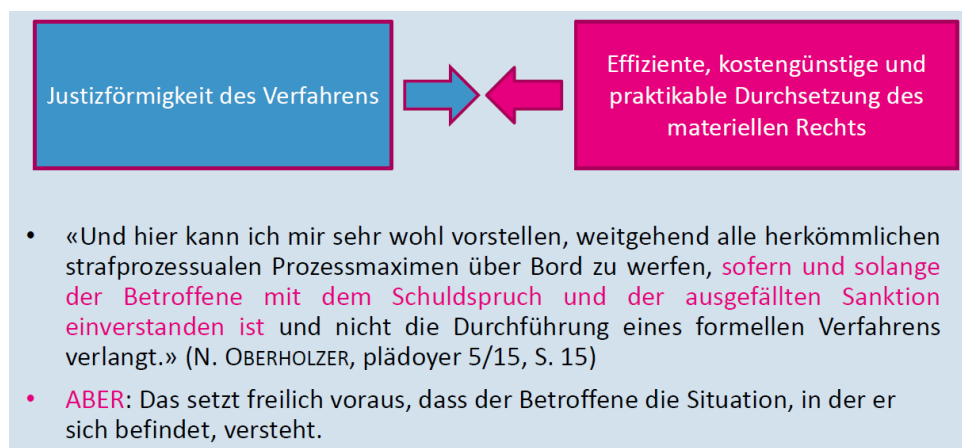 Justizförmigkeit des Verfahrens
Effiziente, kostengünstige und
praktikable Durchsetzung des
materiellen Rechts
• «Und hier kann ich mir sehr wohl vorstellen, weitgehend alle herkömmlichen
strafprozessualen Prozessmaximen über Bord zu werfen, sofern und solange
der Betroffene mit dem Schuldspruch und der ausgefällten Sanktion
einverstanden ist und nicht die Durchführung eines formellen Verfahrens
verlangt.» (N. OBERHOLZER, plädoyer 5/15, S. 15)
• ABER: Das setzt freilich voraus, dass der Betroffene die Situation, in der er
sich befindet, versteht.